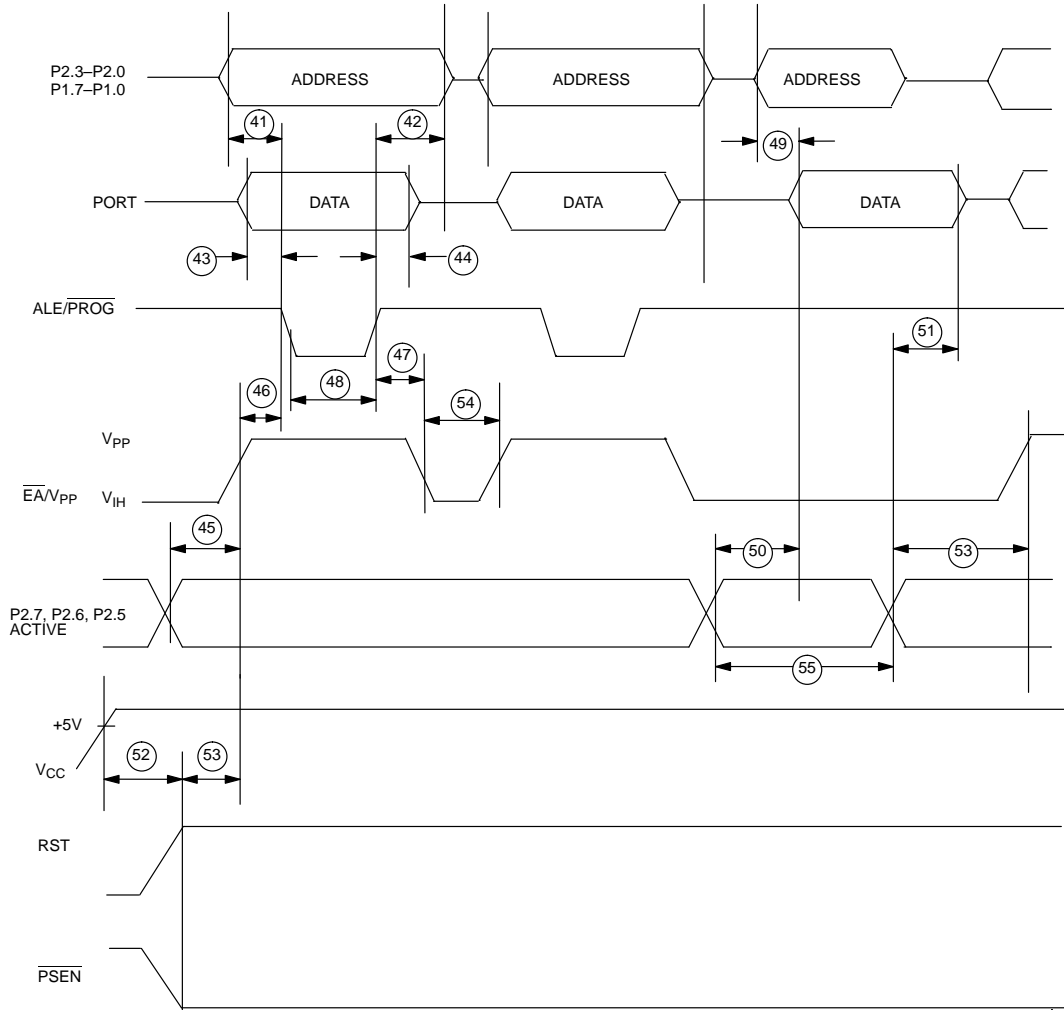 P2.3–P2.0
P1.7–P1.0
ADDRESS
ADDRESS
ADDRESS
41
42
49
PORT
DATA
DATA
DATA
43
44
ALE/PROG
51
47
46
48
54
VPP
EA/VPP VIH
45
50
53
P2.7, P2.6, P2.5
ACTIVE
55
+5V
52
53
VCC
RST
PSEN